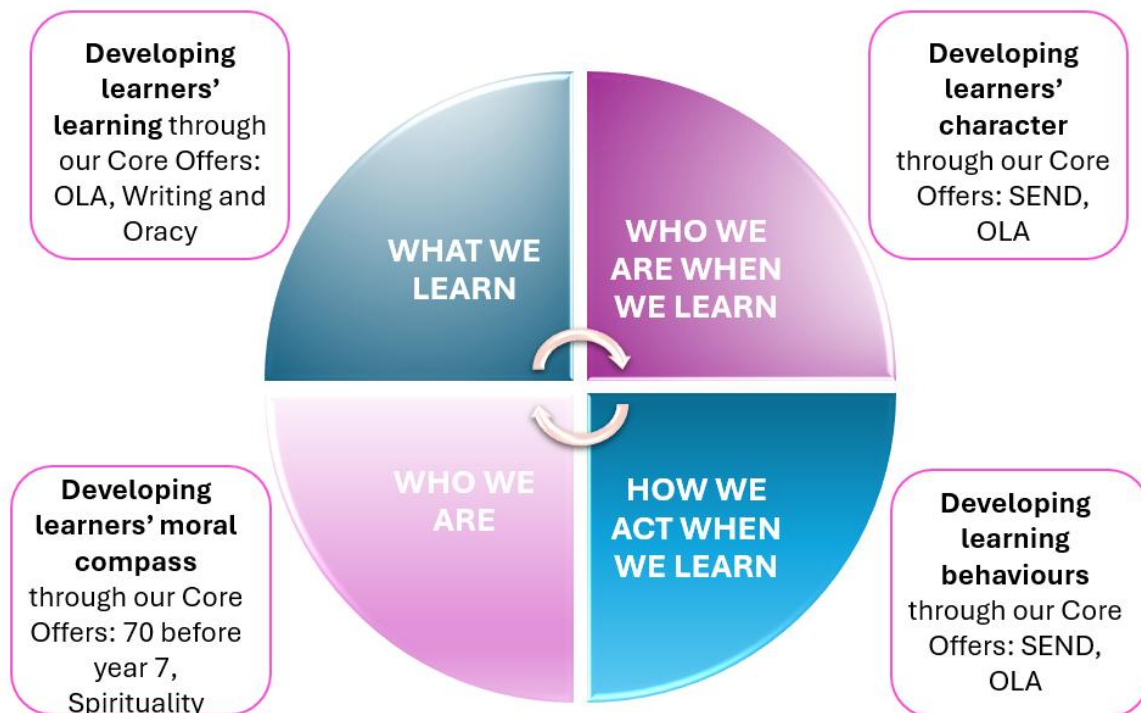 Developing
learners’
learning through
our Core Offers:
OLA, Writing and
Oracy
Developing
learners’
character
through our Core
Offers: SEND,
OLA
WHAT WE
LEARN
WHO WE
ARE WHEN
WE LEARN
WHO WE
ARE
HOW WE
ACT WHEN
WE LEARN
Developing
learners’ moral
compass
through our Core
Offers: 70 before
year 7,
Spirituality
Developing
learning
behaviours
through our Core
Offers: SEND,
OLA